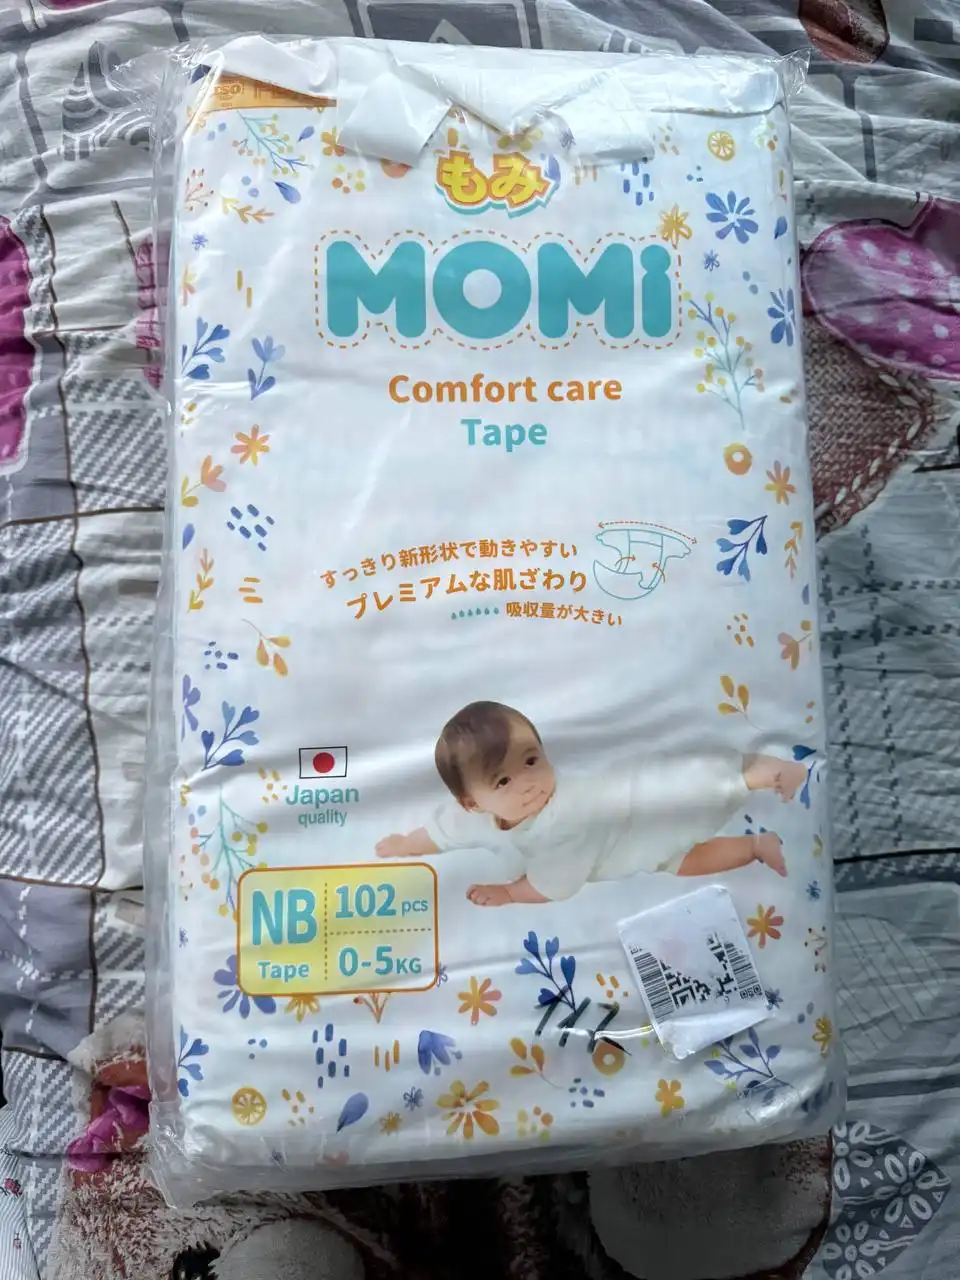 ISO
もみ
MOMi
Comfort care
Tape
すっきり新形状で動きやすい
プレミアムな肌ざわり
吸収量が大きい
Japan
quality
NB
Tape
102 pcs
0-5KG